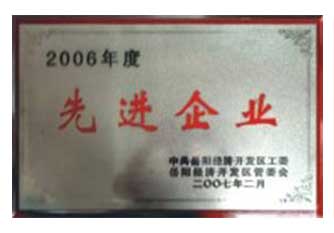 2006年度
先进企业
中共岳阳经济开发区工委
岳阳经济开发区管委会
二〇〇七年二月